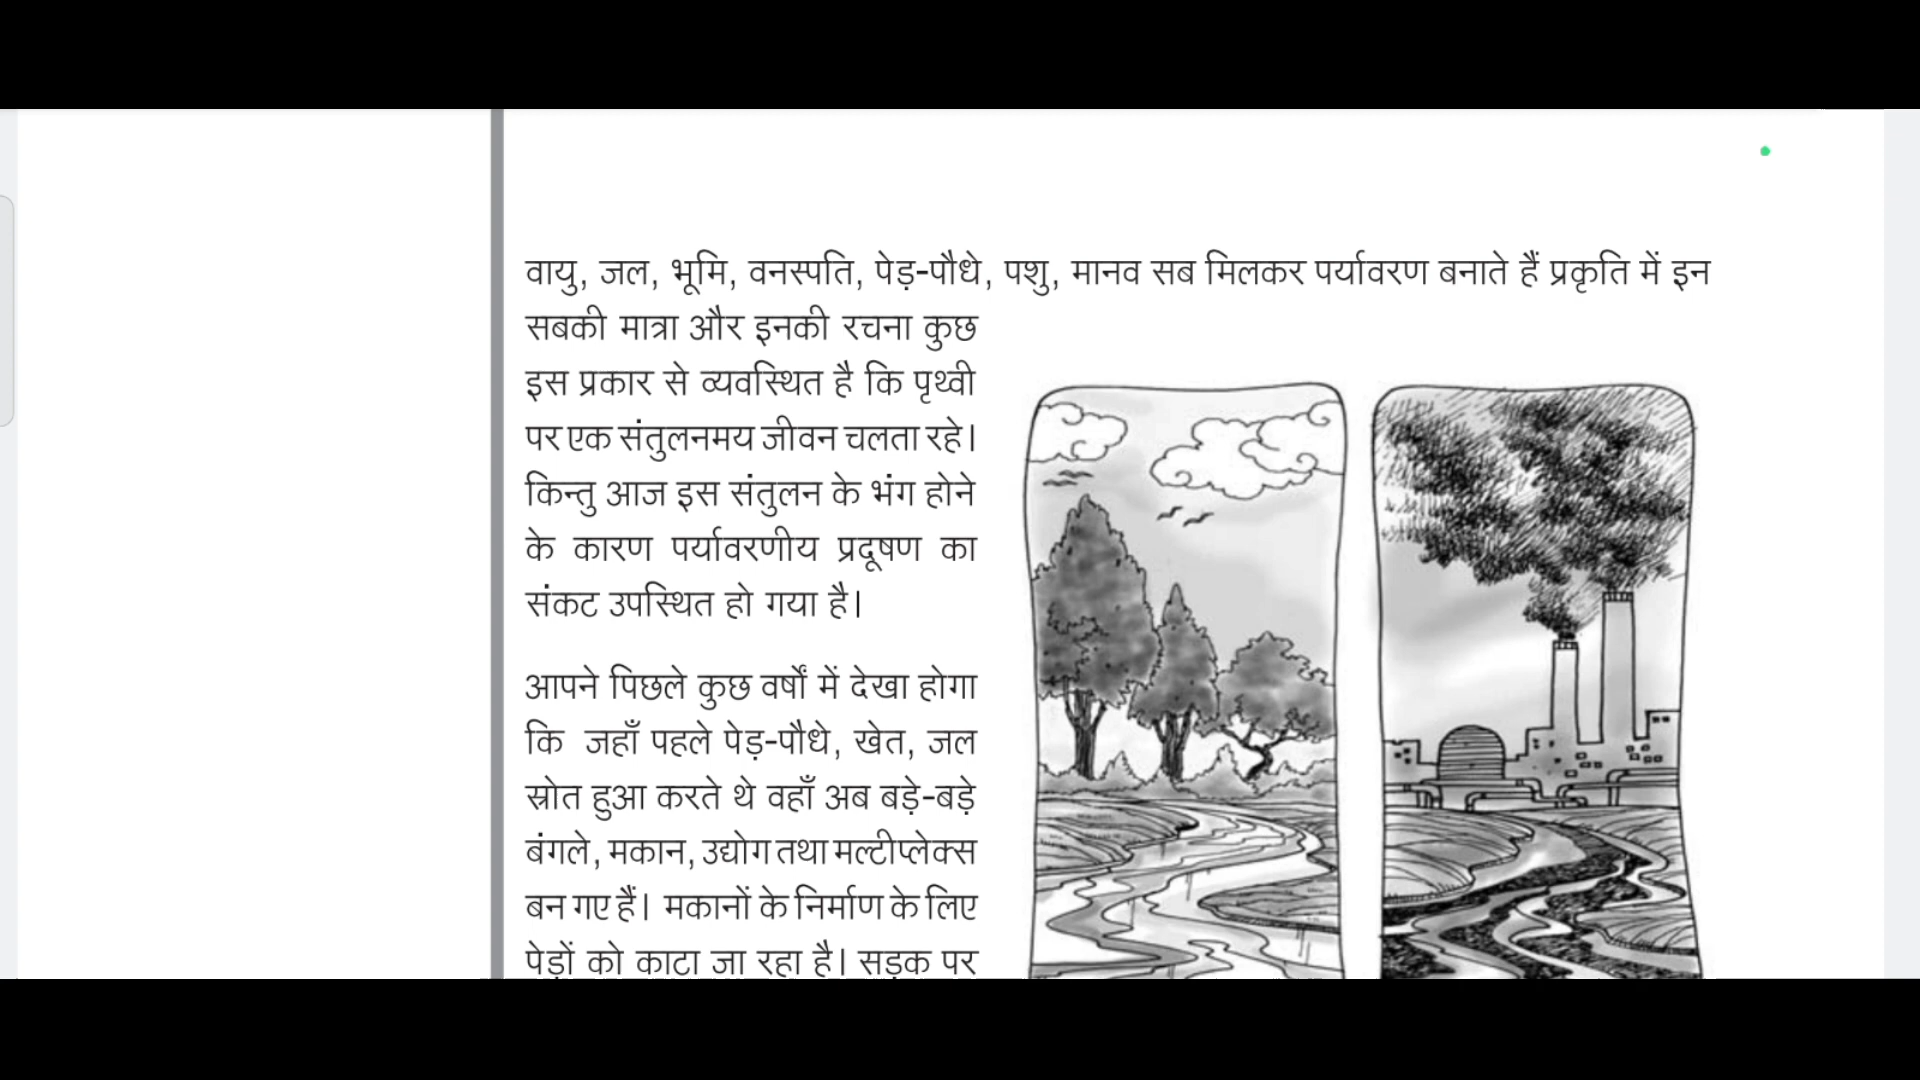 वायु, जल, भूमि, वनस्पति, पेड़-पौधे, पशु, मानव सब मिलकर पर्यावरण बनाते हैं प्रकृति में इन
सबकी मात्रा और इनकी रचना कुछ
इस प्रकार से व्यवस्थित है कि पृथ्वी
पर एक संतुलनमय जीवन चलता रहे।
किन्तु आज इस संतुलन के भंग होने
के कारण पर्यावरणीय प्रदूषण का
संकट उपस्थित हो गया है।
आपने पिछले कुछ वर्षों में देखा होगा
कि जहाँ पहले पेड़-पौधे, खेत, जल
स्रोत हुआ करते थे वहाँ अब बड़े-बड़े
बंगले, मकान, उद्योग तथा मल्टीप्लेक्स
बन गए हैं। मकानों के निर्माण के लिए
पेड़ों को काटा जा रहा है। सड़क पर